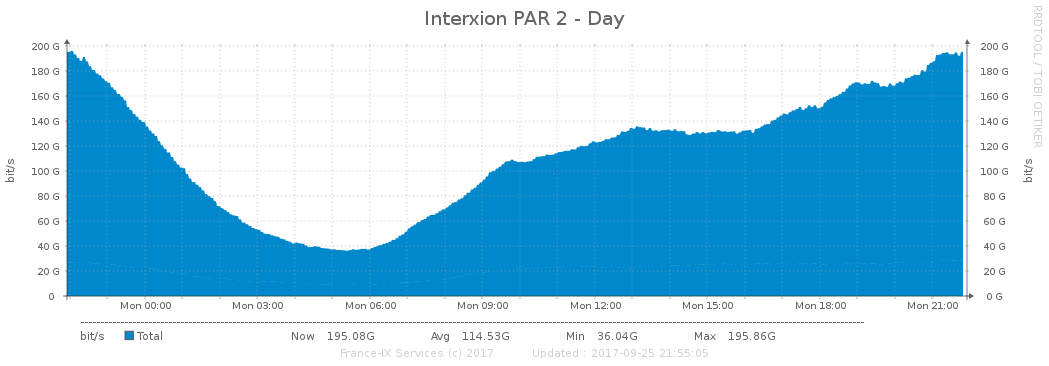 Interxion PAR 2 - Day
RRDTOOL / TOBI OETIKER
bit/s
bit/s
200 G 200 G
180 G 180 G
160 G 160 G
140 G 140 G
120 G 120 G
100 G 100 G
80 G 80 G
60 G 60 G
40 G 40 G
20 G 20 G
0 0 G
Mon 00:00 Mon 03:00 Mon 06:00 Mon 09:00 Mon 12:00 Mon 15:00 Mon 18:00 Mon 21:00
bit/s Total Now 195.08G Avg 114.53G Min 36.04G Max 195.86G
France-IX Services (c) 2017 Updated : 2017-09-25 21:55:05